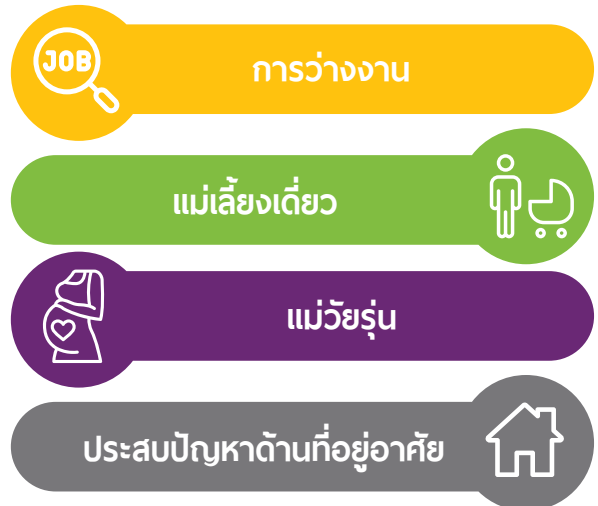 JOB
การว่างงาน
แม่เลี้ยงเดี่ยว
แม่วัยรุ่น
ประสบปัญหาด้านที่อยู่อาศัย